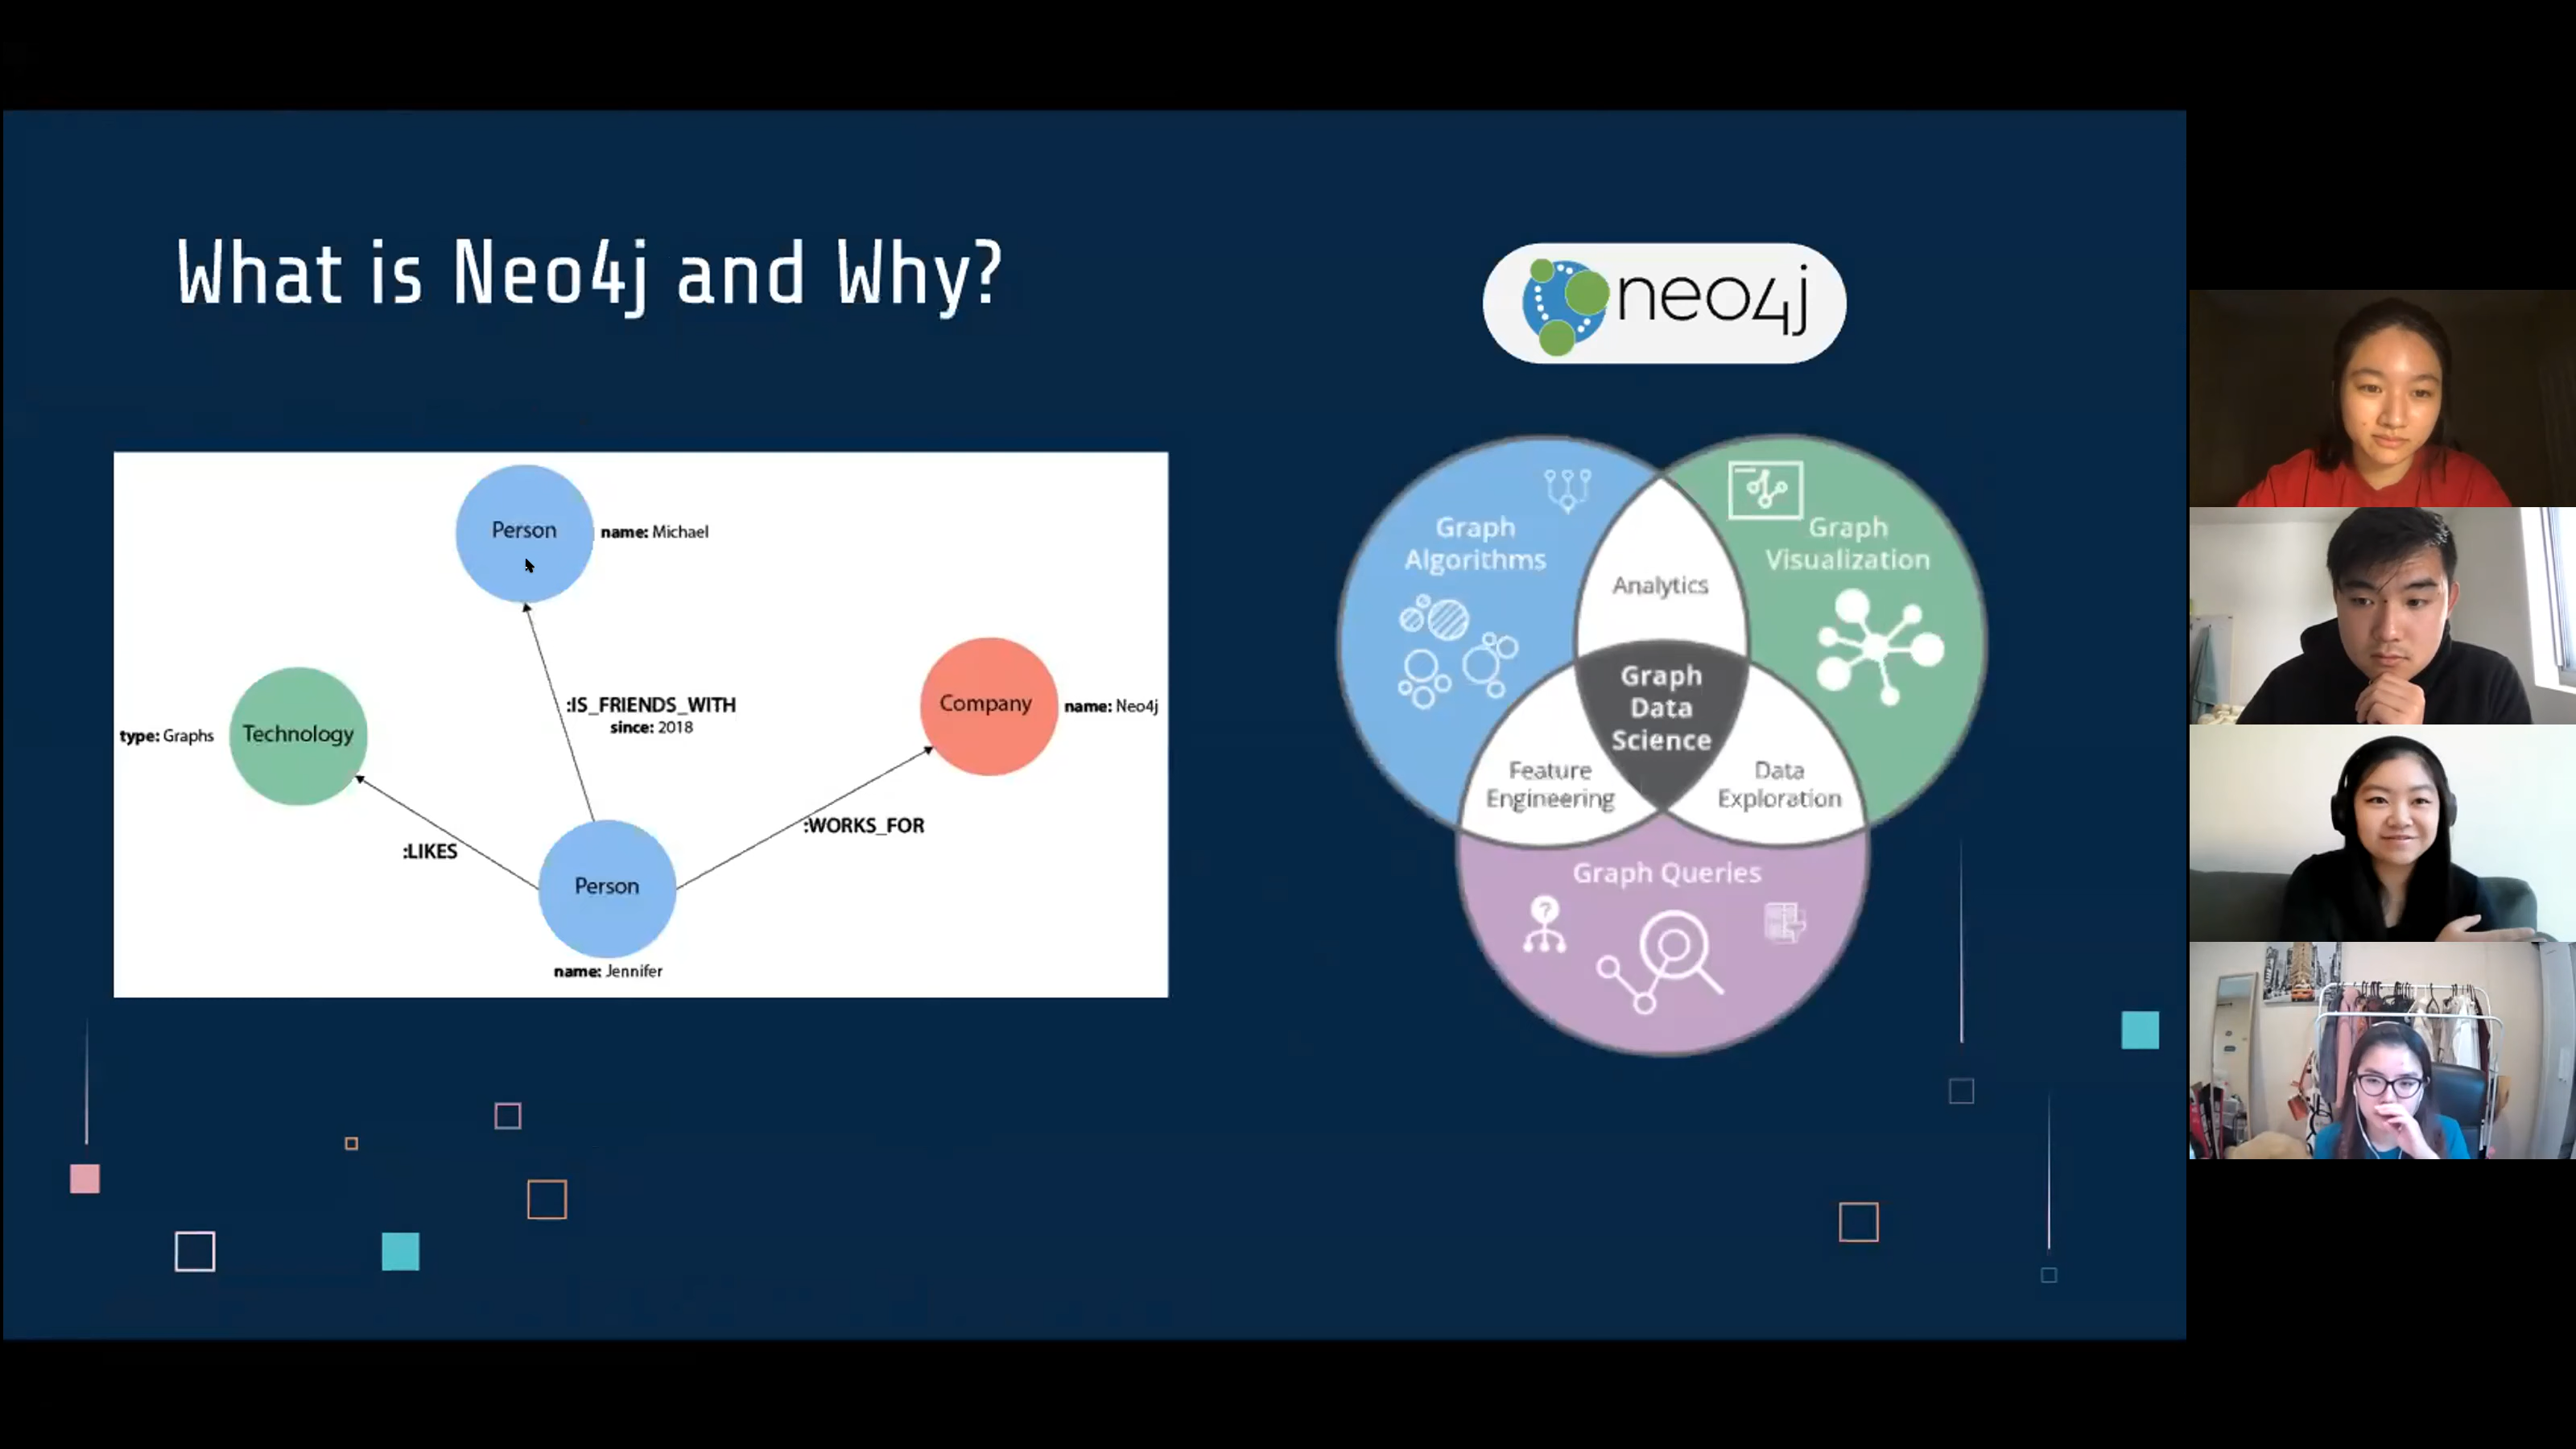 What is Neo4j and Why?
neo4j
Person
name: Michael
:IS_FRIENDS_WITH
since: 2018
Company
name: Neo4j
type: Graphs
Technology
:WORKS_FOR
:LIKES
Person
name: Jennifer
Graph
Algorithms
Graph
Visualization
Analytics
Graph
Data
Science
Feature
Engineering
Data
Exploration
Graph Queries
?